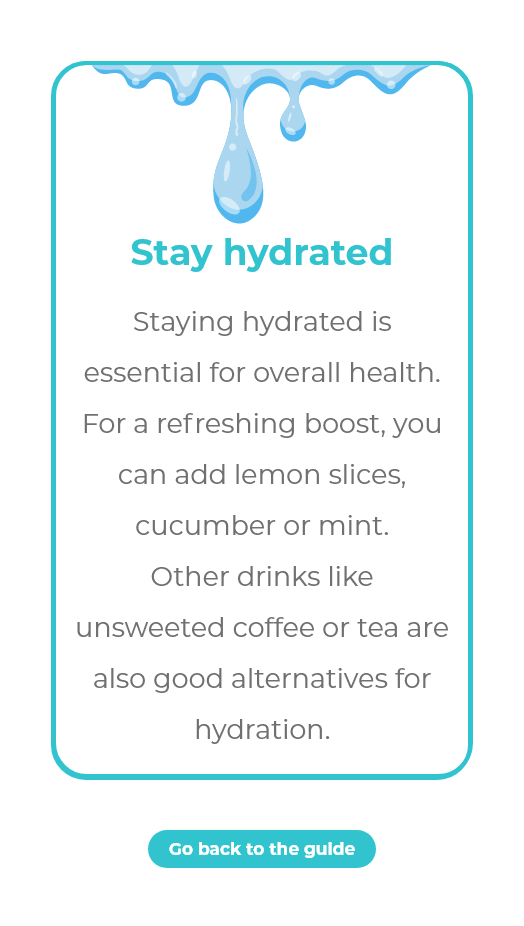 Stay hydrated
Staying hydrated is
essential for overall health.
For a refreshing boost, you
can add lemon slices,
cucumber or mint.
Other drinks like
unsweeted coffee or tea are
also good alternatives for
hydration.
Go back to the guide